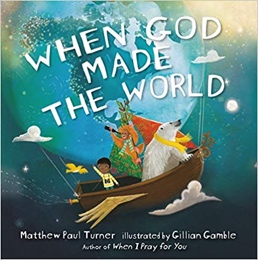 WHEN GOD
MADE
THE WORLD
Matthew Paul Turner illustrated by Gillian Gamble
Author of When I Pray for You